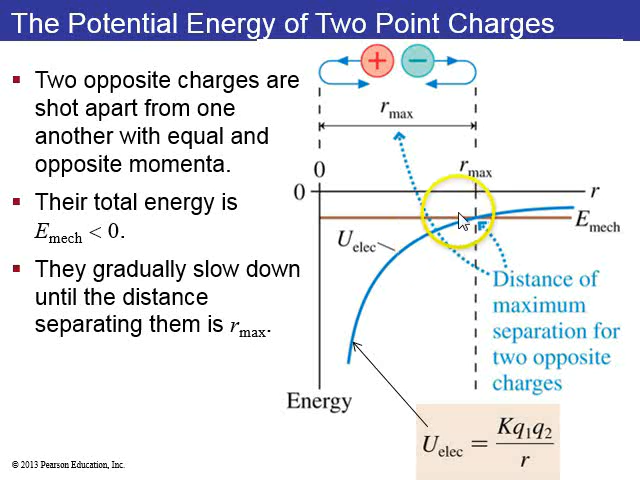 The Potential Energy of Two Point Charges
▪ Two opposite charges are
shot apart from one
another with equal and
opposite momenta.
▪ Their total energy is
Emech < 0.
▪ They gradually slow down
until the distance
separating them is rmax.
+ −
rmax
0 rmax
0 r
Emech
Uelec
Distance of
maximum
separation for
two opposite
charges
Energy
Uelec = Kq1q2 / r
© 2013 Pearson Education, Inc.